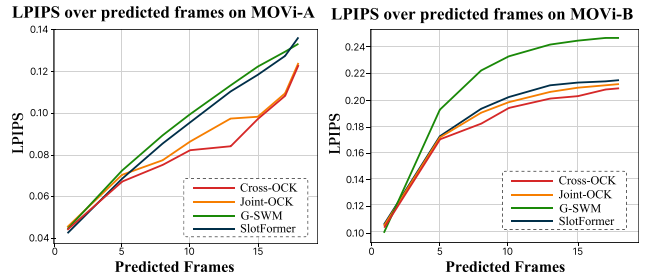 LPIPS over predicted frames on MOVi-A
LPIPS
0.14
0.12
0.10
0.08
0.06
0.04
0
5
10
15
Cross-OCK
Joint-OCK
G-SWM
SlotFormer
Predicted Frames
LPIPS over predicted frames on MOVi-B
LPIPS
0.24
0.22
0.20
0.18
0.16
0.14
0.12
0.10
0
5
10
15
Cross-OCK
Joint-OCK
G-SWM
SlotFormer
Predicted Frames